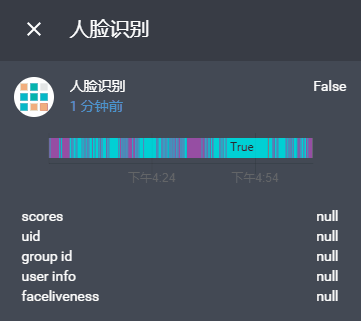 人脸识别
人脸识别 False
1 分钟前
True
下午4:24 下午4:54
scores null
uid null
group id null
user info null
faceliveness null